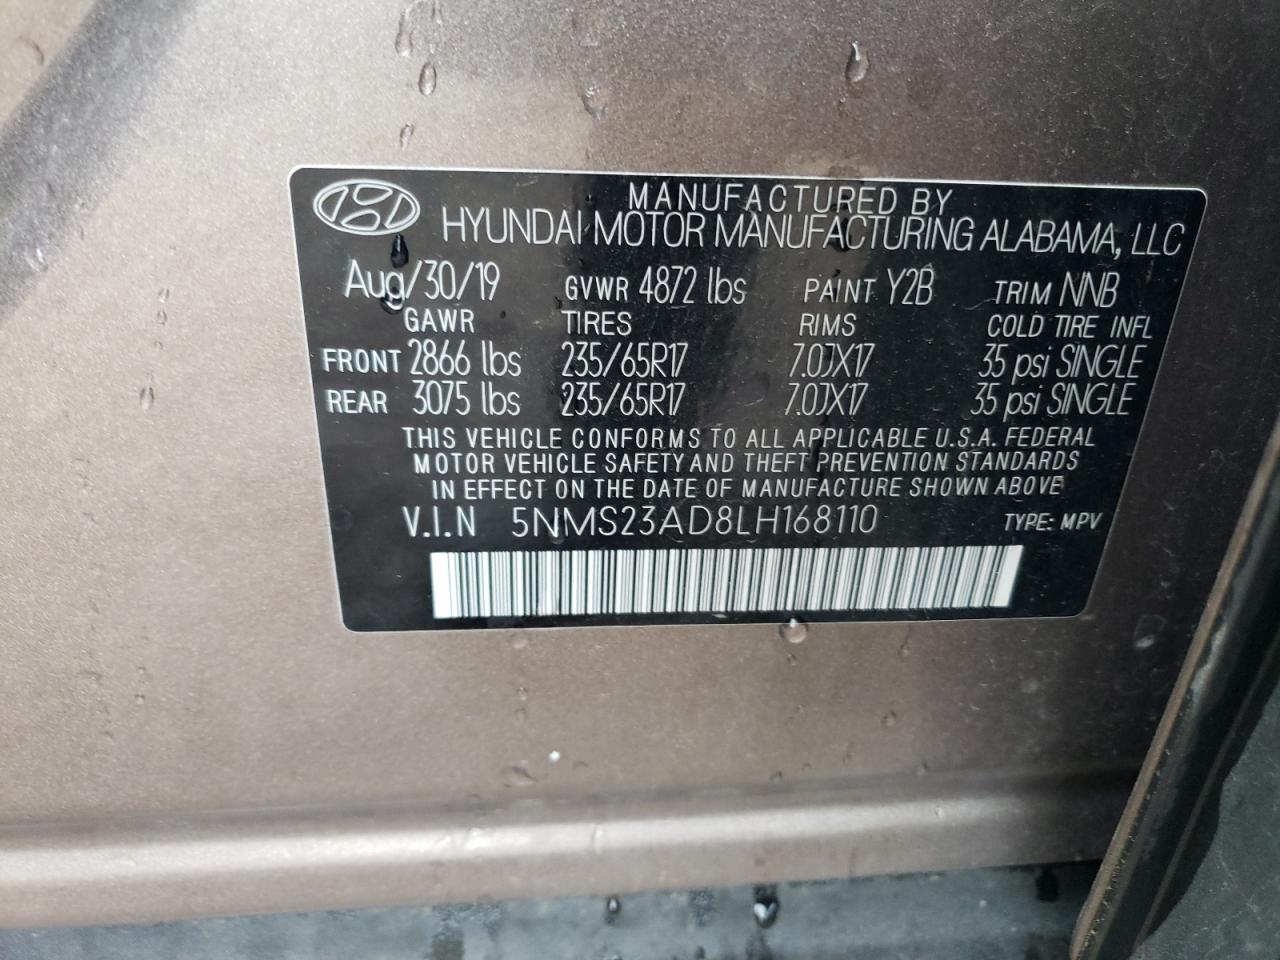 MANUFACTURED BY
HYUNDAI MOTOR MANUFACTURING ALABAMA, LLC
Aug/30/19 GVWR 4872 lbs PAINT Y2B TRIM NNB
GAWR TIRES RIMS COLD TIRE INFL
FRONT 2866 lbs 235/65R17 7.0JX17 35 psi SINGLE
REAR 3075 lbs 235/65R17 7.0JX17 35 psi SINGLE
THIS VEHICLE CONFORMS TO ALL APPLICABLE U.S.A. FEDERAL
MOTOR VEHICLE SAFETY AND THEFT PREVENTION STANDARDS
IN EFFECT ON THE DATE OF MANUFACTURE SHOWN ABOVE
V.I.N 5NMS23AD8LH168110 TYPE: MPV